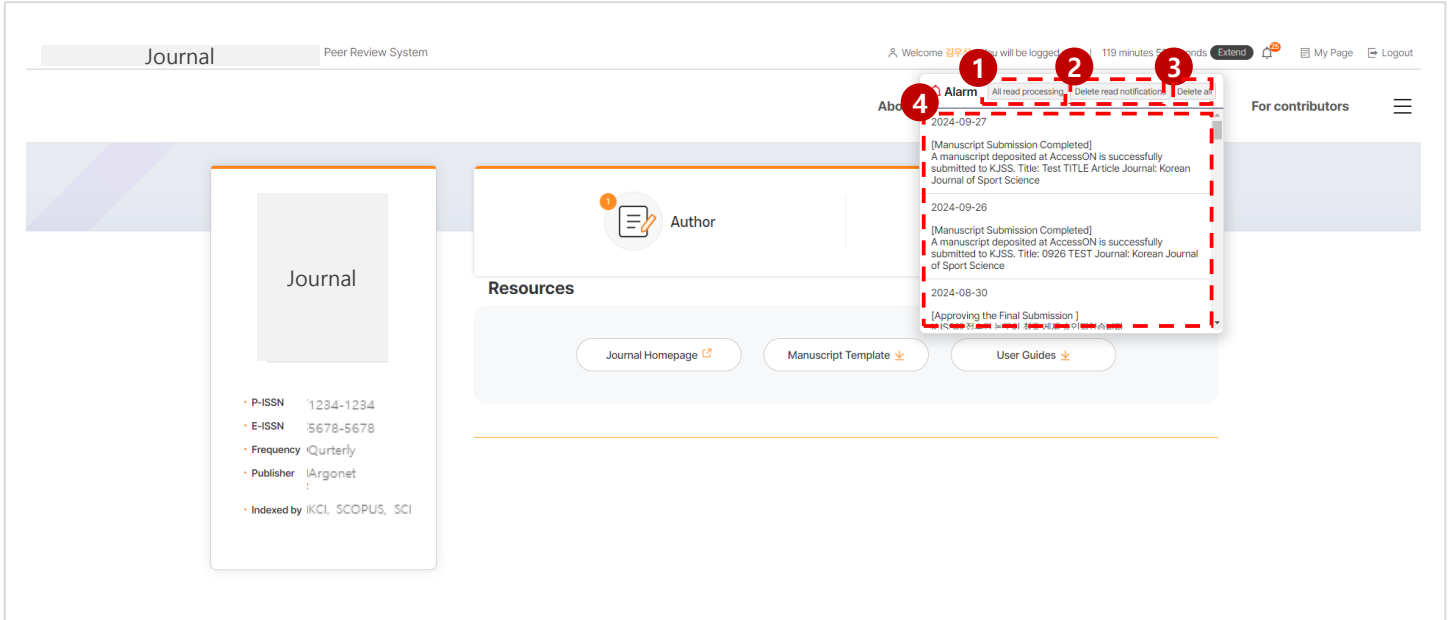 Journal
Peer Review System
Welcome 김우 ou will be logged 119 minutes 5 onds Extend 25 My Page Logout
1 2 3
Alarm All read processing Delete read notifications Delete all
4
Abo For contributors
2024-09-27
[Manuscript Submission Completed]
A manuscript deposited at AccessON is successfully
submitted to KJSS. Title: Test TITLE Article Journal: Korean
Journal of Sport Science
2024-09-26
[Manuscript Submission Completed]
A manuscript deposited at AccessON is successfully
submitted to KJSS. Title: 0926 TEST Journal: Korean Journal
of Sport Science
2024-08-30
[Approving the Final Submission ]
1
Author
Journal
Resources
Journal Homepage
Manuscript Template
User Guides
P-ISSN 1234-1234
E-ISSN 5678-5678
Frequency Qurterly
Publisher Argonet
Indexed by KCI, SCOPUS, SCI